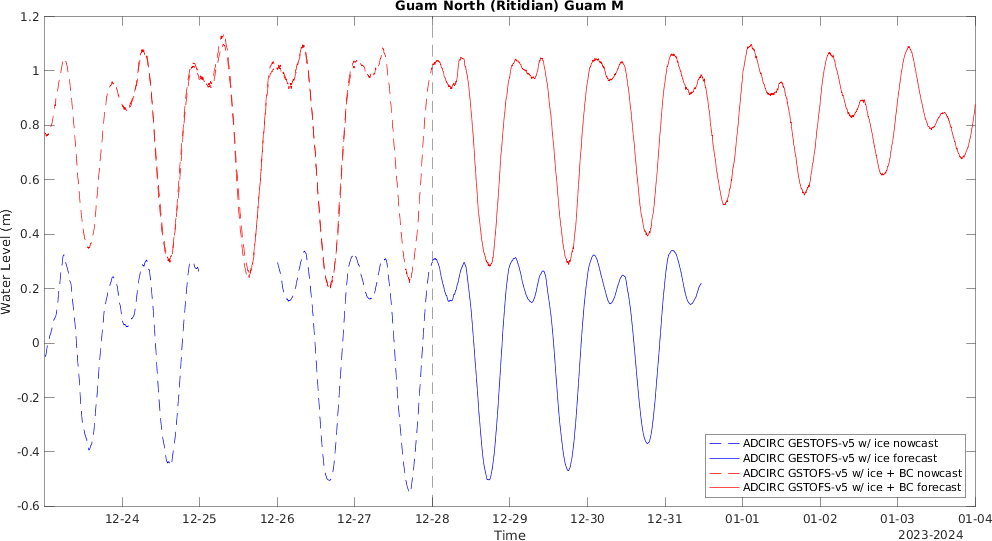 Guam North (Ritidian) Guam M
1.2
1
0.8
0.6
0.4
0.2
0
-0.2
-0.4
-0.6
Water Level (m)
ADCIRC GESTOFS-v5 w/ ice nowcast
ADCIRC GESTOFS-v5 w/ ice forecast
ADCIRC GSTOFS-v5 w/ ice + BC nowcast
ADCIRC GSTOFS-v5 w/ ice + BC forecast
12-24 12-25 12-26 12-27 12-28 12-29 12-30 12-31 01-01 01-02 01-03 01-04
Time
2023-2024